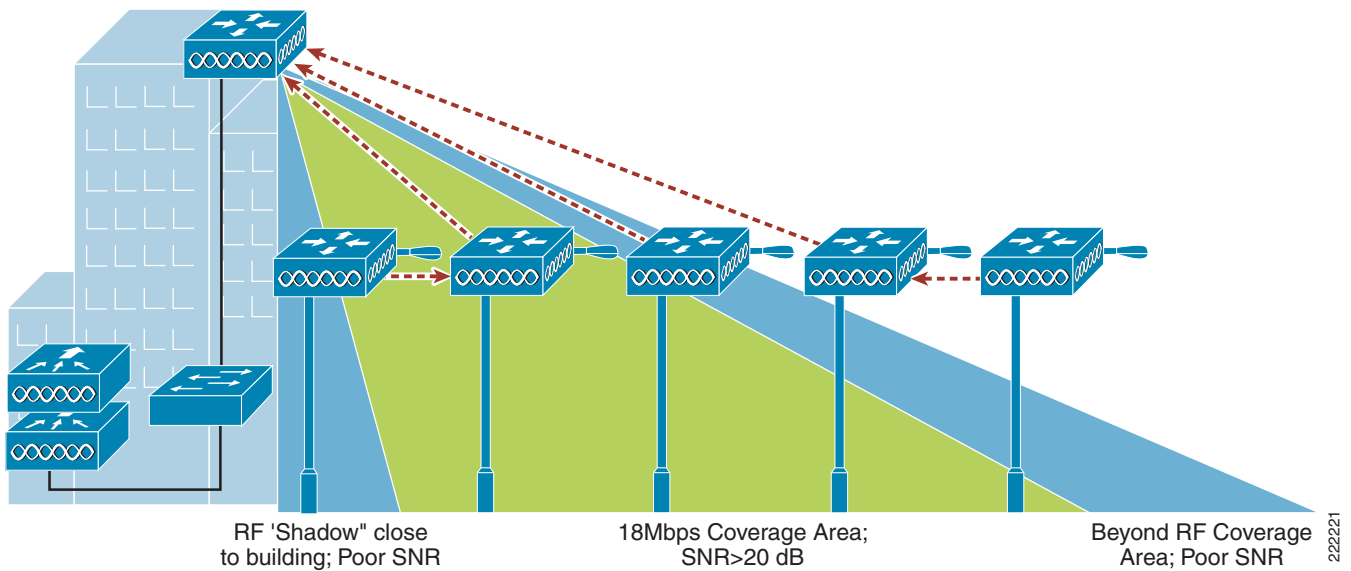 RF 'Shadow" close
to building; Poor SNR
18Mbps Coverage Area;
SNR>20 dB
Beyond RF Coverage
Area; Poor SNR
222221